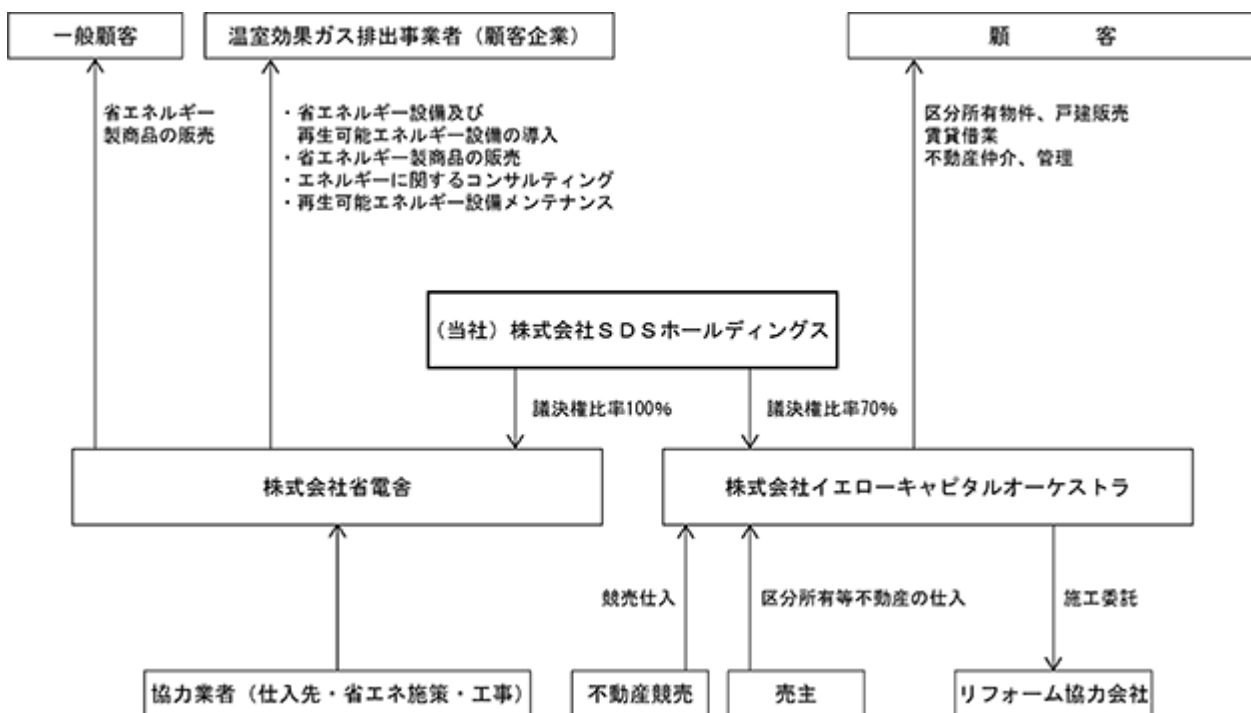 一般顧客
温室効果ガス排出事業者（顧客企業）
顧　　客
省エネルギー
製商品の販売
・省エネルギー設備及び
再生可能エネルギー設備の導入
・省エネルギー製商品の販売
・エネルギーに関するコンサルティング
・再生可能エネルギー設備メンテナンス
区分所有物件、戸建販売
賃貸借業
不動産仲介、管理
（当社）株式会社ＳＤＳホールディングス
議決権比率100%
議決権比率70%
株式会社省電舎
株式会社イエローキャピタルオーケストラ
競売仕入
区分所有等不動産の仕入
施工委託
協力業者（仕入先・省エネ施策・工事）
不動産競売
売主
リフォーム協力会社